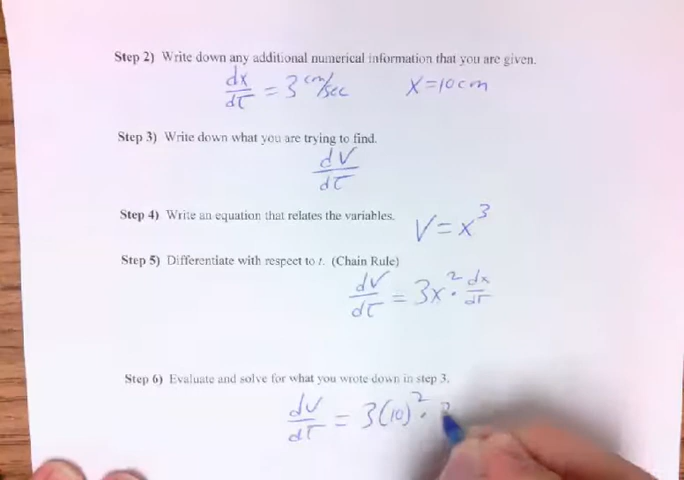 Step 2) Write down any additional numerical information that you are given.
dx/dt = 3 cm/sec x = 10 cm
Step 3) Write down what you are trying to find.
dV/dt
Step 4) Write an equation that relates the variables. V = x³
Step 5) Differentiate with respect to t. (Chain Rule)
dV/dt = 3x² · dx/dt
Step 6) Evaluate and solve for what you wrote down in step 3.
dV/dt = 3(10)² ·